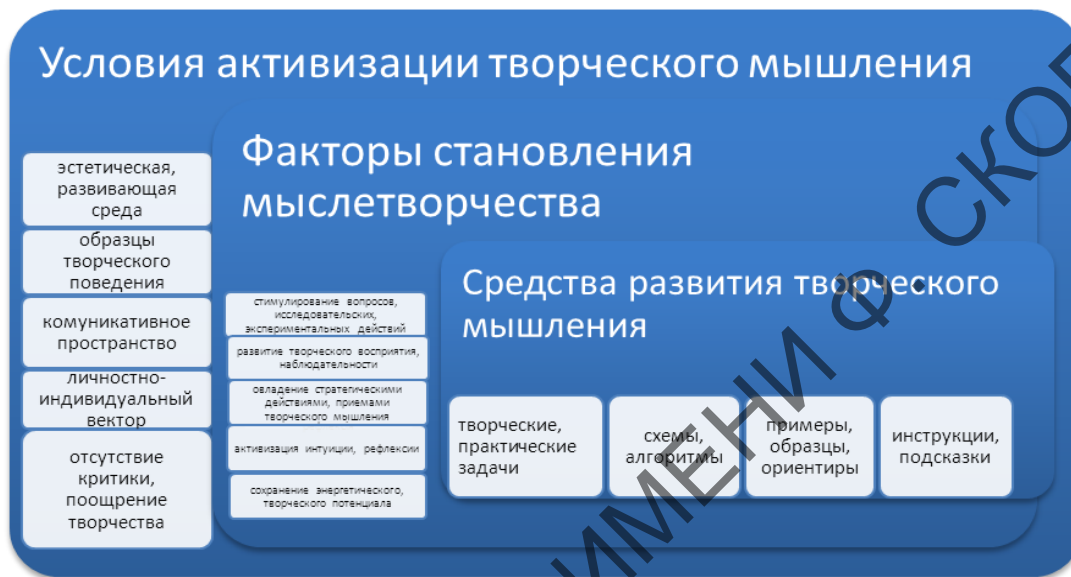 Условия активизации творческого мышления
эстетическая,
развивающая
среда
образцы
творческого
поведения
комуникативное
пространство
личностно-
индивидуальный
вектор
отсутствие
критики,
поощрение
творчества
Факторы становления
мыслетворчества
стимулирование вопросов,
исследовательских,
экспериментальных действий
развитие творческого восприятия,
наблюдательности
овладение стратегическими
действиями, приемами
творческого мышления
активизация интуиции, рефлексии
сохранение энергетического,
творческого потенциала
Средства развития творческого
мышления
творческие,
практические
задачи
схемы,
алгоритмы
примеры,
образцы,
ориентиры
инструкции,
подсказки
ИМЕНИ Ф. СКОР